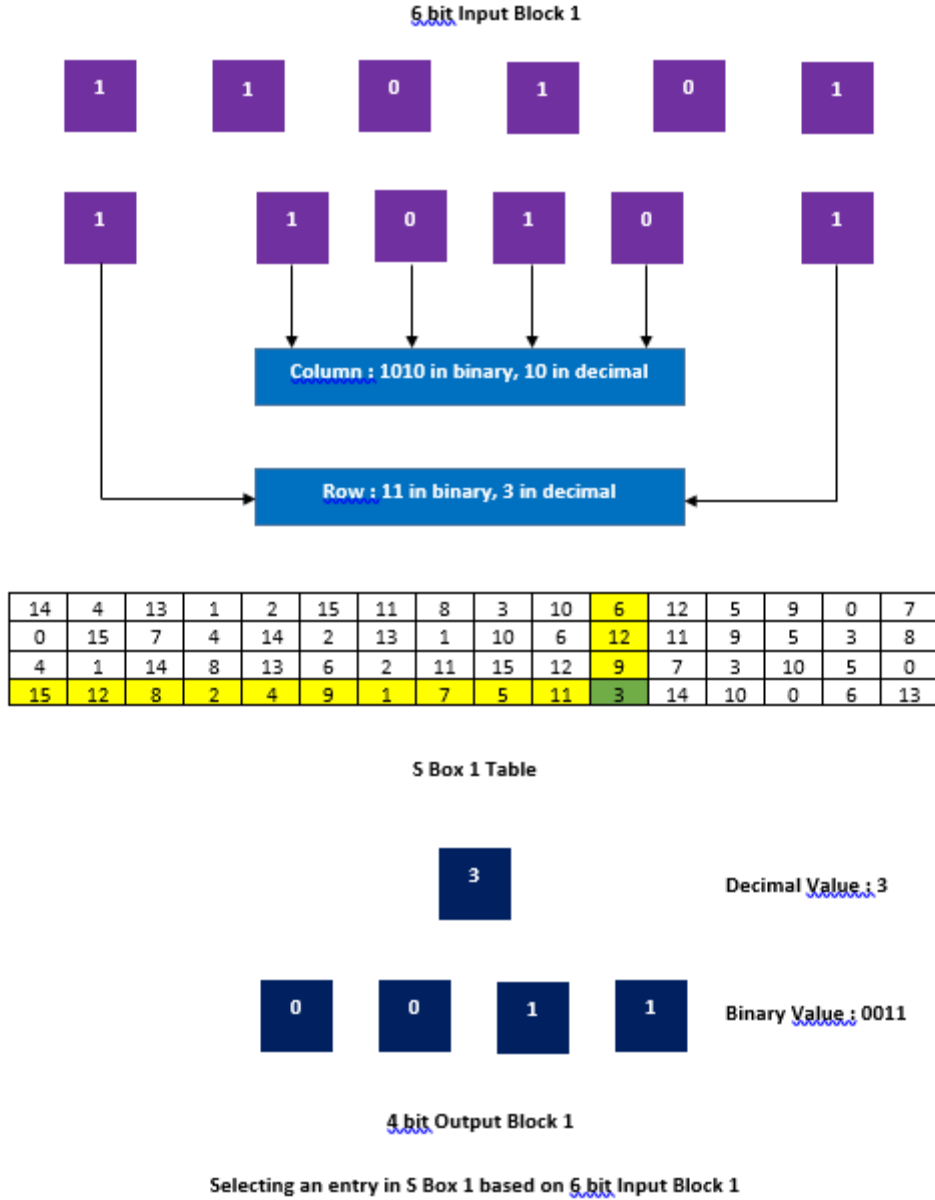 6 bit Input Block 1
1 1 0 1 0 1
1 1 0 1 0 1
Column : 1010 in binary, 10 in decimal
Row : 11 in binary, 3 in decimal
14 4 13 1 2 15 11 8 3 10 6 12 5 9 0 7
0 15 7 4 14 2 13 1 10 6 12 11 9 5 3 8
4 1 14 8 13 6 2 11 15 12 9 7 3 10 5 0
15 12 8 2 4 9 1 7 5 11 3 14 10 0 6 13
S Box 1 Table
3 Decimal Value : 3
0 0 1 1 Binary Value : 0011
4 bit Output Block 1
Selecting an entry in S Box 1 based on 6 bit Input Block 1